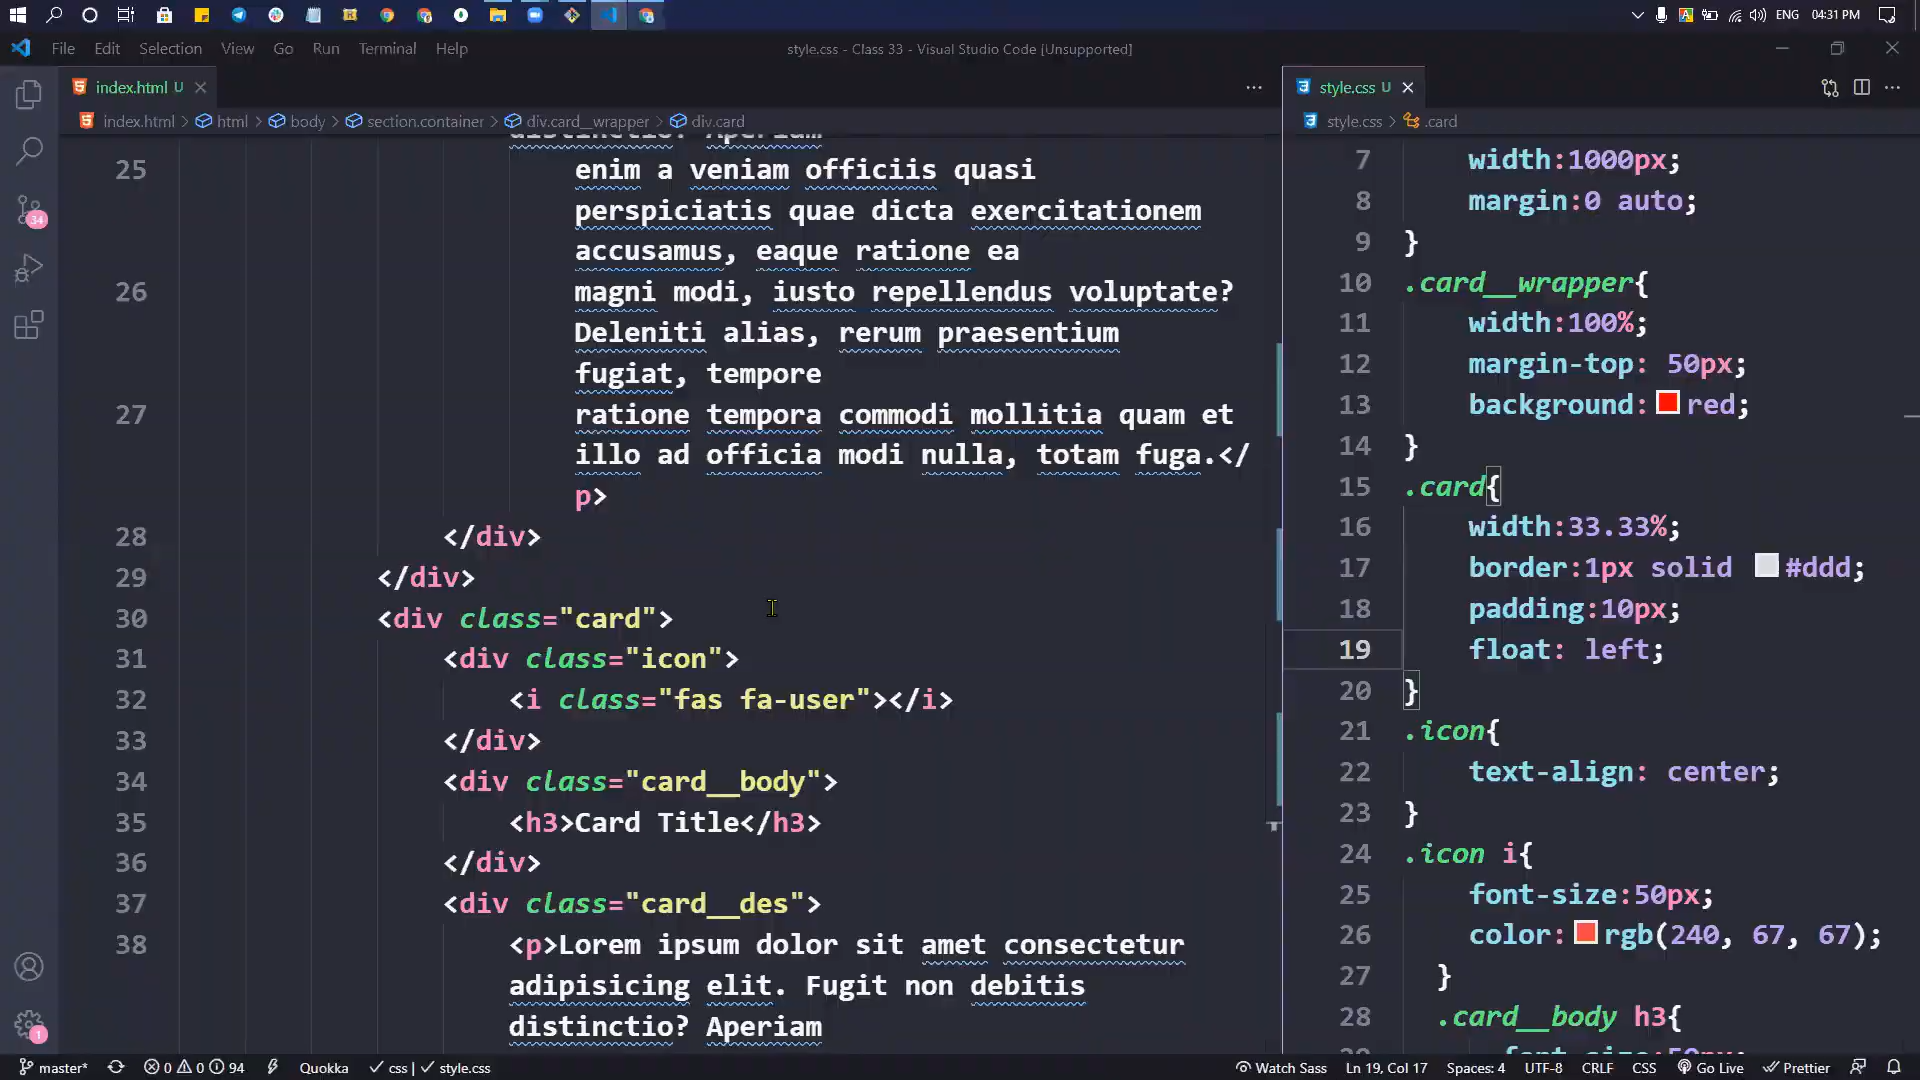 ENG 04:31 PM
File Edit Selection View Go Run Terminal Help
style.css - Class 33 - Visual Studio Code [Unsupported]
index.html U
style.css U
index.html > html > body > section.container > div.card__wrapper > div.card
style.css > .card
distinctio? Aperiam
25 enim a veniam officiis quasi
perspiciatis quae dicta exercitationem
accusamus, eaque ratione ea
26 magni modi, iusto repellendus voluptate?
Deleniti alias, rerum praesentium
fugiat, tempore
27 ratione tempora commodi mollitia quam et
illo ad officia modi nulla, totam fuga.</
p>
28 </div>
29 </div>
30 <div class="card">
31 <div class="icon">
32 <i class="fas fa-user"></i>
33 </div>
34 <div class="card__body">
35 <h3>Card Title</h3>
36 </div>
37 <div class="card__des">
38 <p>Lorem ipsum dolor sit amet consectetur
adipisicing elit. Fugit non debitis
distinctio? Aperiam
7 width:1000px;
8 margin:0 auto;
9 }
10 .card__wrapper{
11 width:100%;
12 margin-top: 50px;
13 background: red;
14 }
15 .card{
16 width:33.33%;
17 border:1px solid #ddd;
18 padding:10px;
19 float: left;
20 }
21 .icon{
22 text-align: center;
23 }
24 .icon i{
25 font-size:50px;
26 color: rgb(240, 67, 67);
27 }
28 .card__body h3{
29 font-size:50px;
34
1
master* 0 0 94 Quokka css | style.css
Watch Sass Ln 19, Col 17 Spaces: 4 UTF-8 CRLF CSS Go Live Prettier